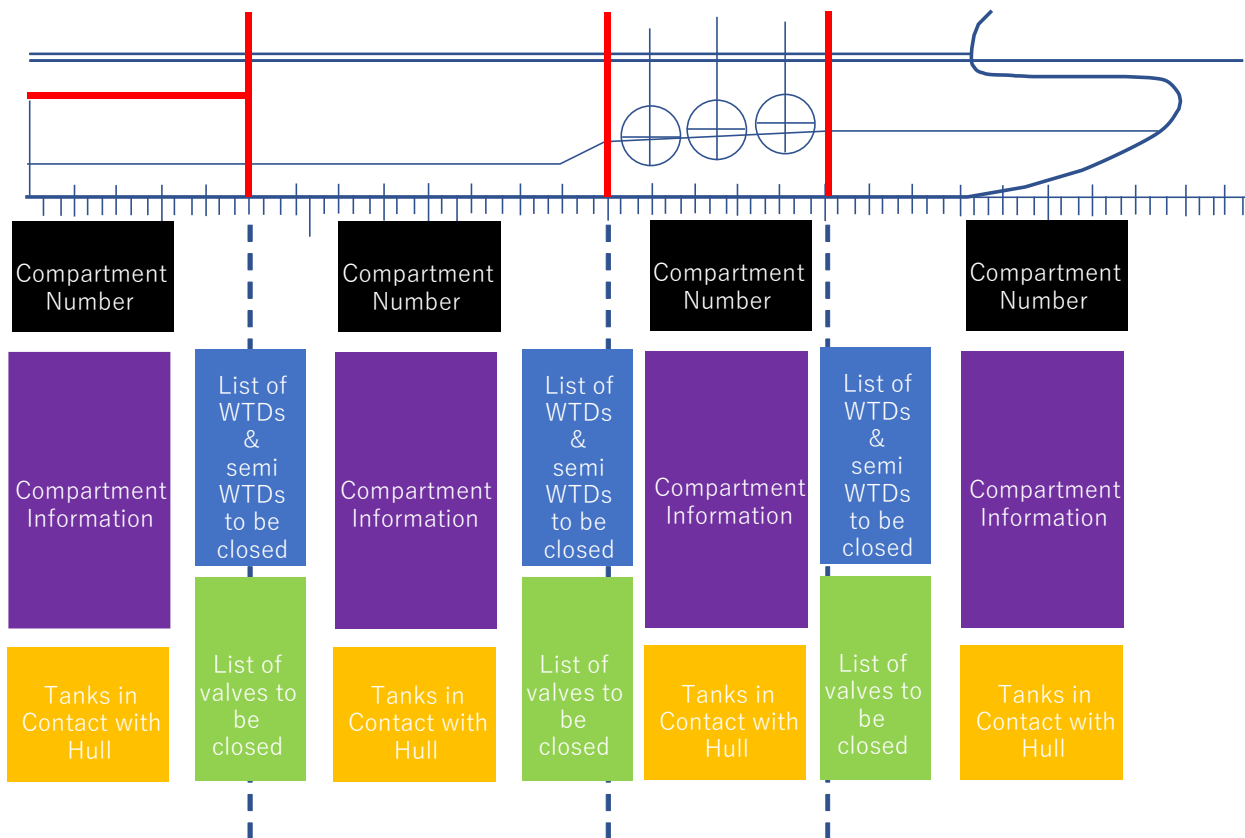 Compartment
Number
Compartment
Number
Compartment
Number
Compartment
Number
Compartment
Information
List of
WTDs
&
semi
WTDs
to be
closed
Compartment
Information
List of
WTDs
&
semi
WTDs
to be
closed
Compartment
Information
List of
WTDs
&
semi
WTDs
to be
closed
Compartment
Information
Tanks in
Contact with
Hull
List of
valves to
be
closed
Tanks in
Contact with
Hull
List of
valves to
be
closed
Tanks in
Contact with
Hull
List of
valves to
be
closed
Tanks in
Contact with
Hull